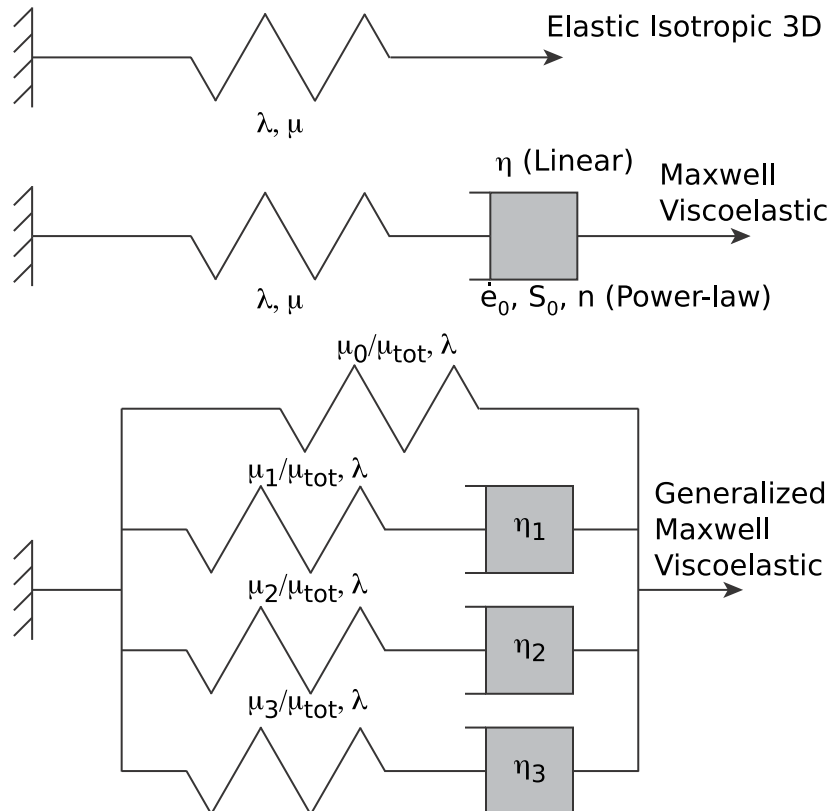 Elastic Isotropic 3D
λ, μ
η (Linear)
Maxwell
Viscoelastic
λ, μ
ė₀, S₀, n (Power-law)
μ₀/μₜₒₜ, λ
μ₁/μₜₒₜ, λ
η₁
Generalized
Maxwell
Viscoelastic
μ₂/μₜₒₜ, λ
η₂
μ₃/μₜₒₜ, λ
η₃